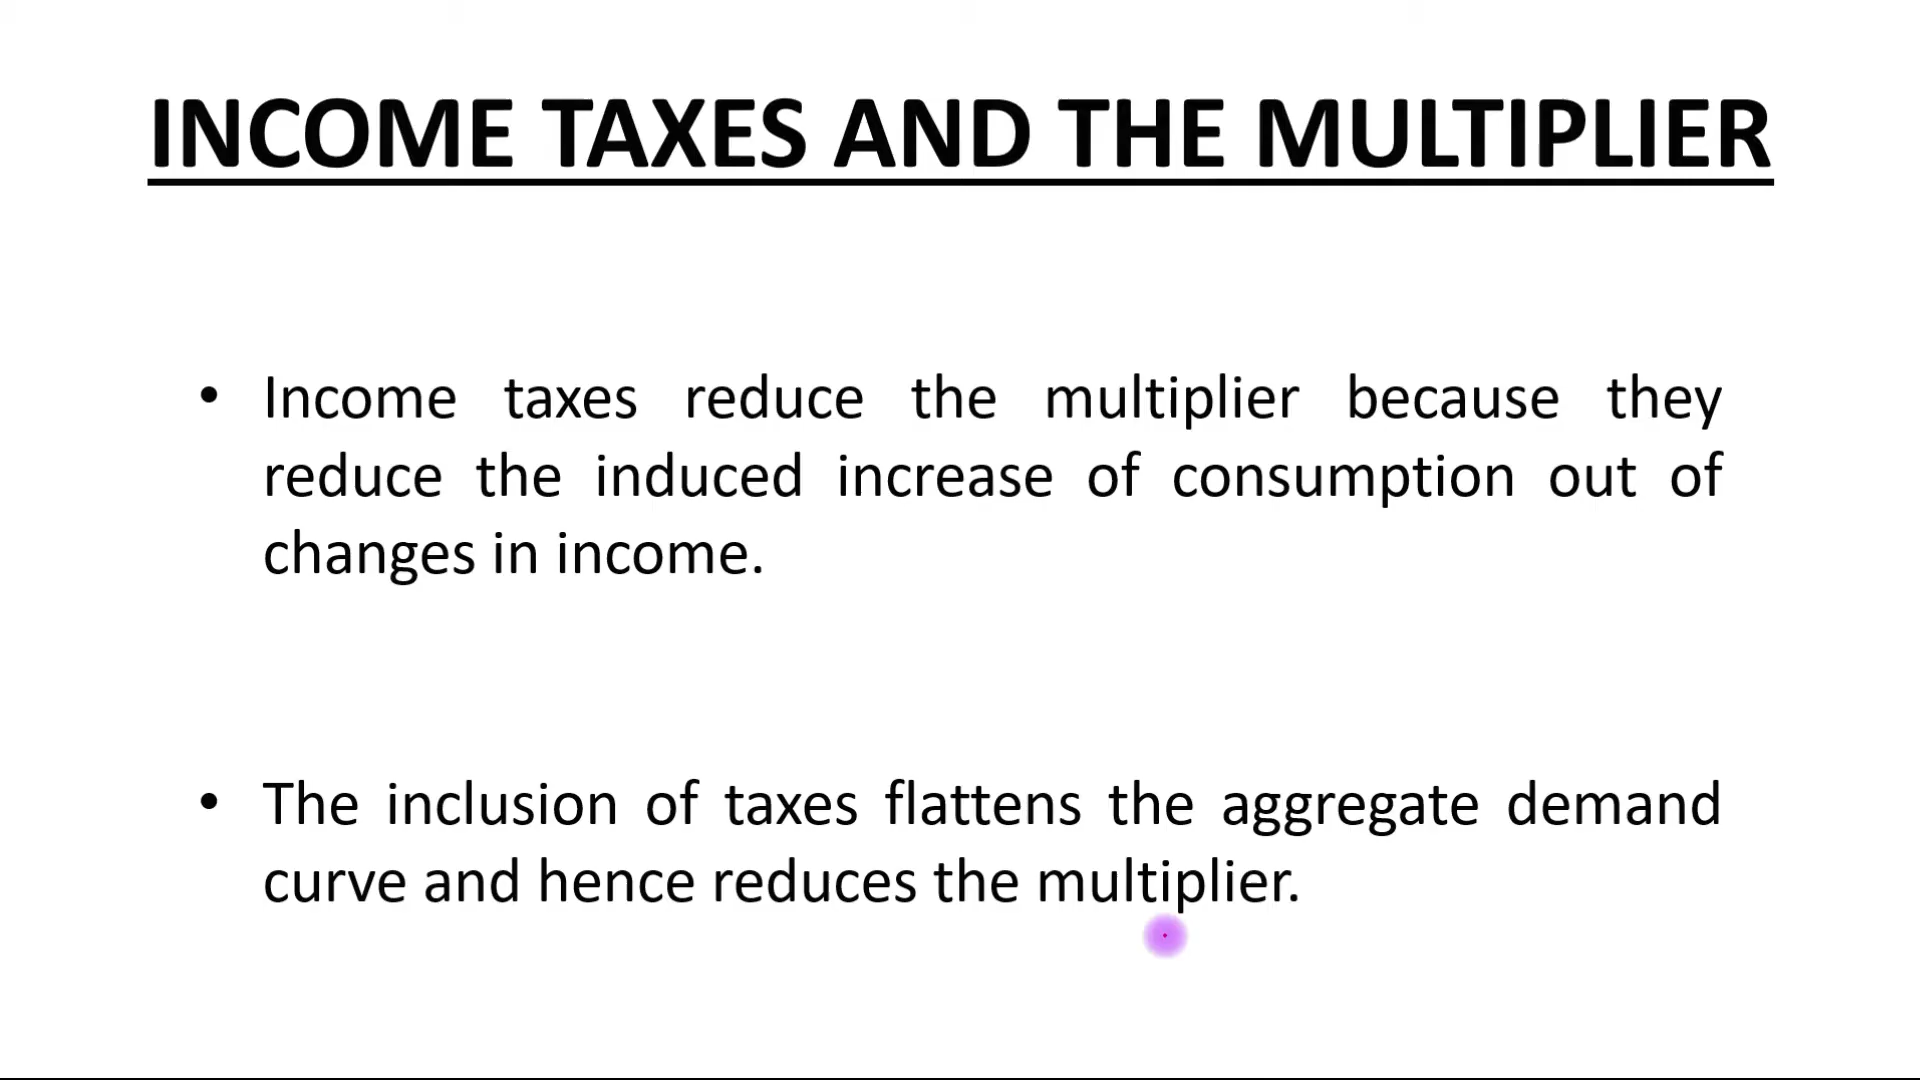 INCOME TAXES AND THE MULTIPLIER
• Income taxes reduce the multiplier because they
reduce the induced increase of consumption out of
changes in income.
• The inclusion of taxes flattens the aggregate demand
curve and hence reduces the multiplier.